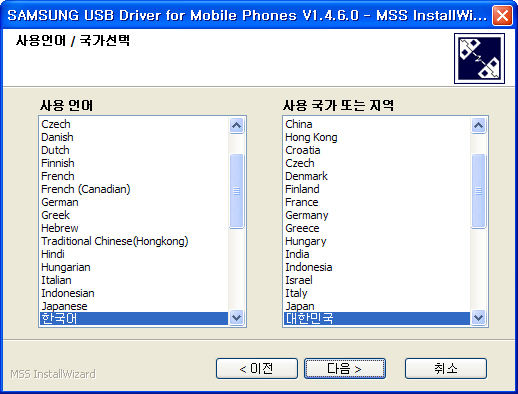 SAMSUNG USB Driver for Mobile Phones V1.4.6.0 - MSS InstallWi...
사용언어 / 국가선택
사용 언어
Czech
Danish
Dutch
Finnish
French
French (Canadian)
German
Greek
Hebrew
Traditional Chinese(Hongkong)
Hindi
Hungarian
Italian
Indonesian
Japanese
한국어
사용 국가 또는 지역
China
Hong Kong
Croatia
Czech
Denmark
Finland
France
Germany
Greece
Hungary
India
Indonesia
Israel
Italy
Japan
대한민국
MSS InstallWizard
< 이전
다음 >
취소